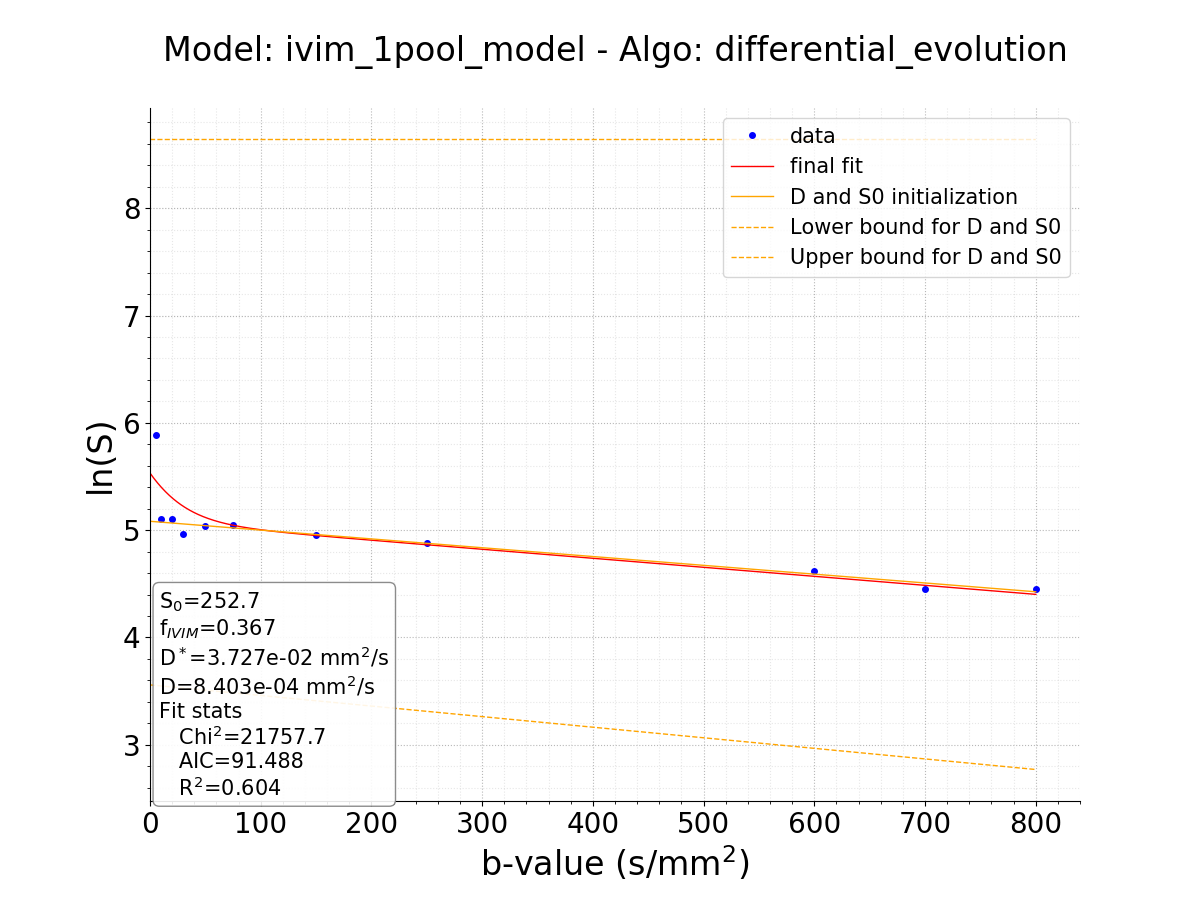 Model: ivim_1pool_model - Algo: differential_evolution
data
final fit
D and S0 initialization
Lower bound for D and S0
Upper bound for D and S0
8
7
6
5
4
3
ln(S)
S₀=252.7
f_IVIM=0.367
D^*=3.727e-02 mm²/s
D=8.403e-04 mm²/s
Fit stats
Chi²=21757.7
AIC=91.488
R²=0.604
0 100 200 300 400 500 600 700 800
b-value (s/mm²)